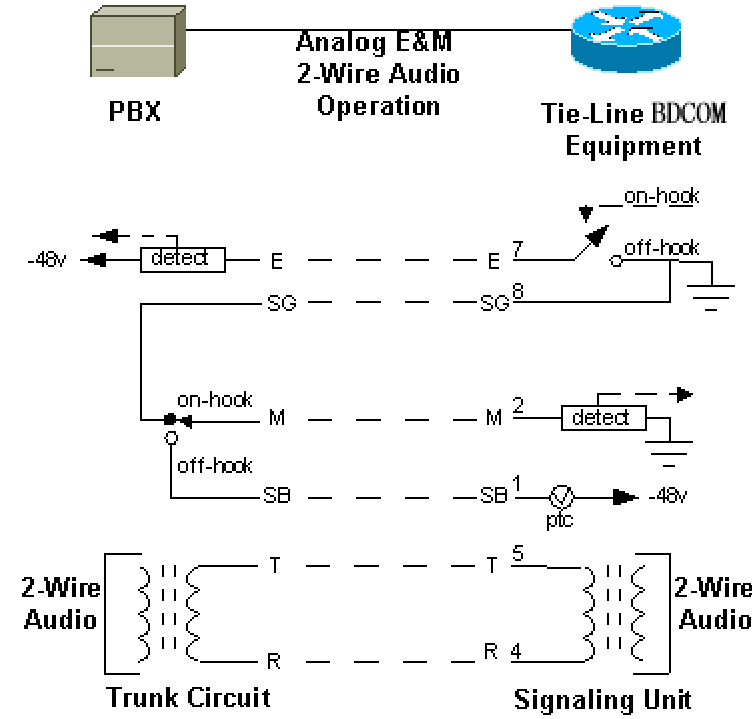 Analog E&M
2-Wire Audio
Operation
PBX
Tie-Line BDCOM
Equipment
on-hook
-48v
detect
E
E
7
off-hook
SG
SG
8
on-hook
M
M
2
detect
off-hook
SB
SB
1
ptc
-48v
T
T
5
2-Wire
Audio
2-Wire
Audio
R
R
4
Trunk Circuit
Signaling Unit